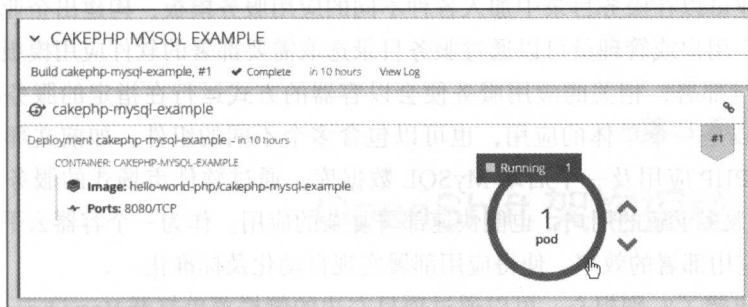 CAKEPHP MYSQL EXAMPLE
Build cakephp-mysql-example, #1 Complete in 10 hours View Log
cakephp-mysql-example
#1
Deployment cakephp-mysql-example - in 10 hours
CONTAINER: CAKEPHP-MYSQL-EXAMPLE
Image: hello-world-php/cakephp-mysql-example
Ports: 8080/TCP
Running 1
1
pod